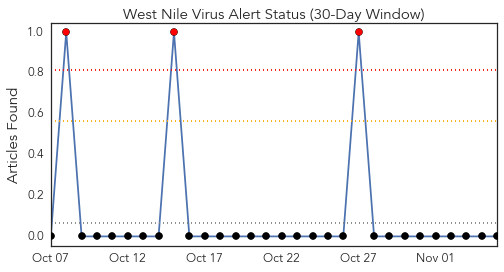 West Nile Virus Alert Status (30-Day Window)
Articles Found
1.0
0.8
0.6
0.4
0.2
0.0
Oct 07 Oct 12 Oct 17 Oct 22 Oct 27 Nov 01